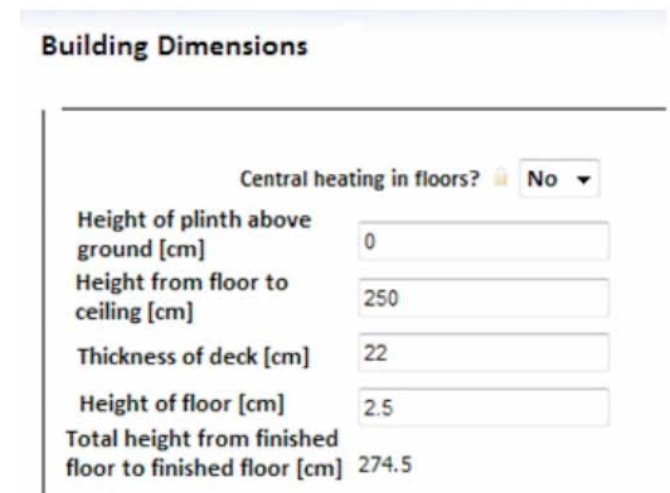 Building Dimensions
Central heating in floors? No
Height of plinth above
ground [cm]
0
Height from floor to
ceiling [cm]
250
Thickness of deck [cm]
22
Height of floor [cm]
2.5
Total height from finished
floor to finished floor [cm] 274.5